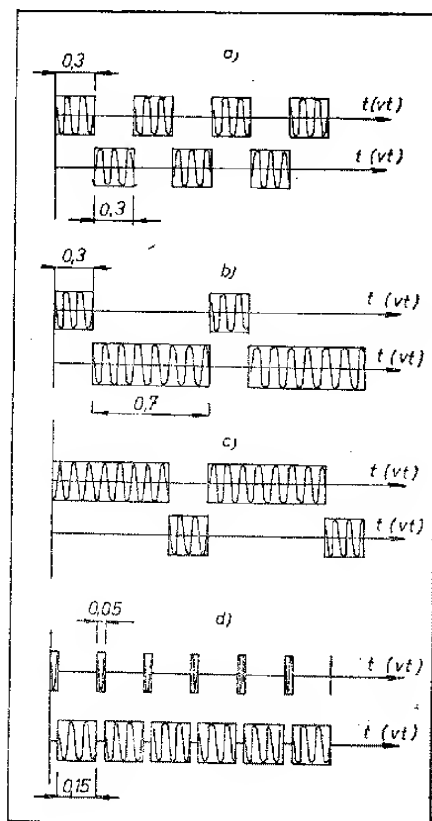 a)
0,3
t(vt)
t (vt)
0,3
b)
0,3
t (vt)
t (vt)
0,7
c)
t (vt)
t (vt)
d)
0,05
t (vt)
t (vt)
0,15